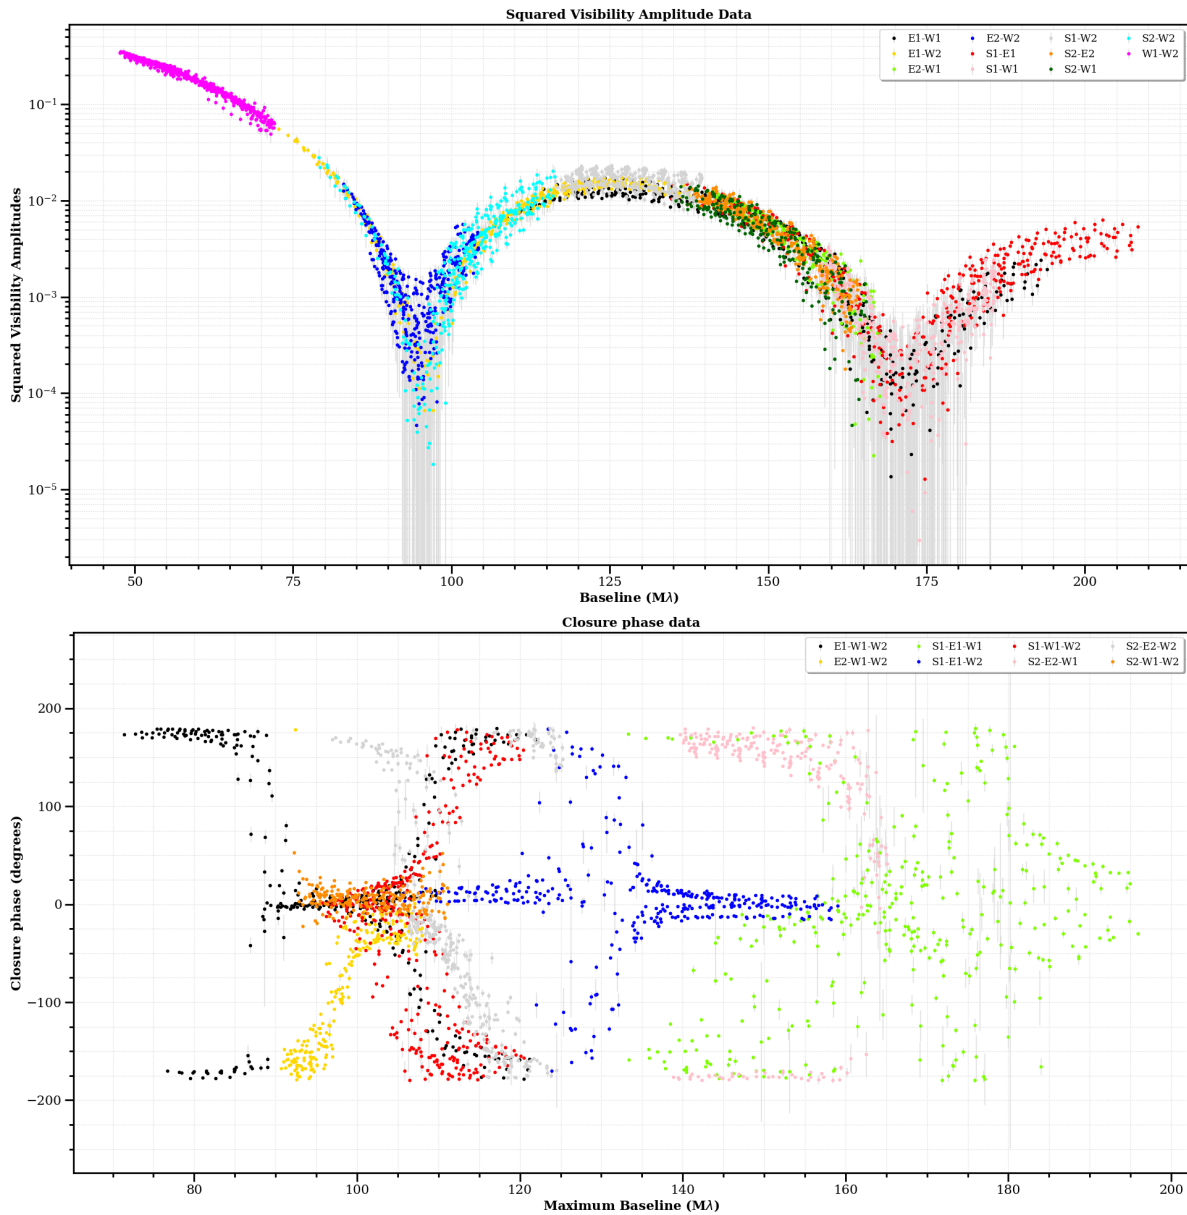 Squared Visibility Amplitude Data
E1-W1 E2-W2 S1-W2 S2-W2
E1-W2 S1-E1 S2-E2 W1-W2
E2-W1 S1-W1 S2-W1
Squared Visibility Amplitudes
10⁻¹
10⁻²
10⁻³
10⁻⁴
10⁻⁵
50 75 100 125 150 175 200
Baseline (Mλ)
Closure phase data
E1-W1-W2 S1-E1-W1 S1-W1-W2 S2-E2-W2
E2-W1-W2 S1-E1-W2 S2-E2-W1 S2-W1-W2
Closure phase (degrees)
200
100
0
−100
−200
80 100 120 140 160 180 200
Maximum Baseline (Mλ)